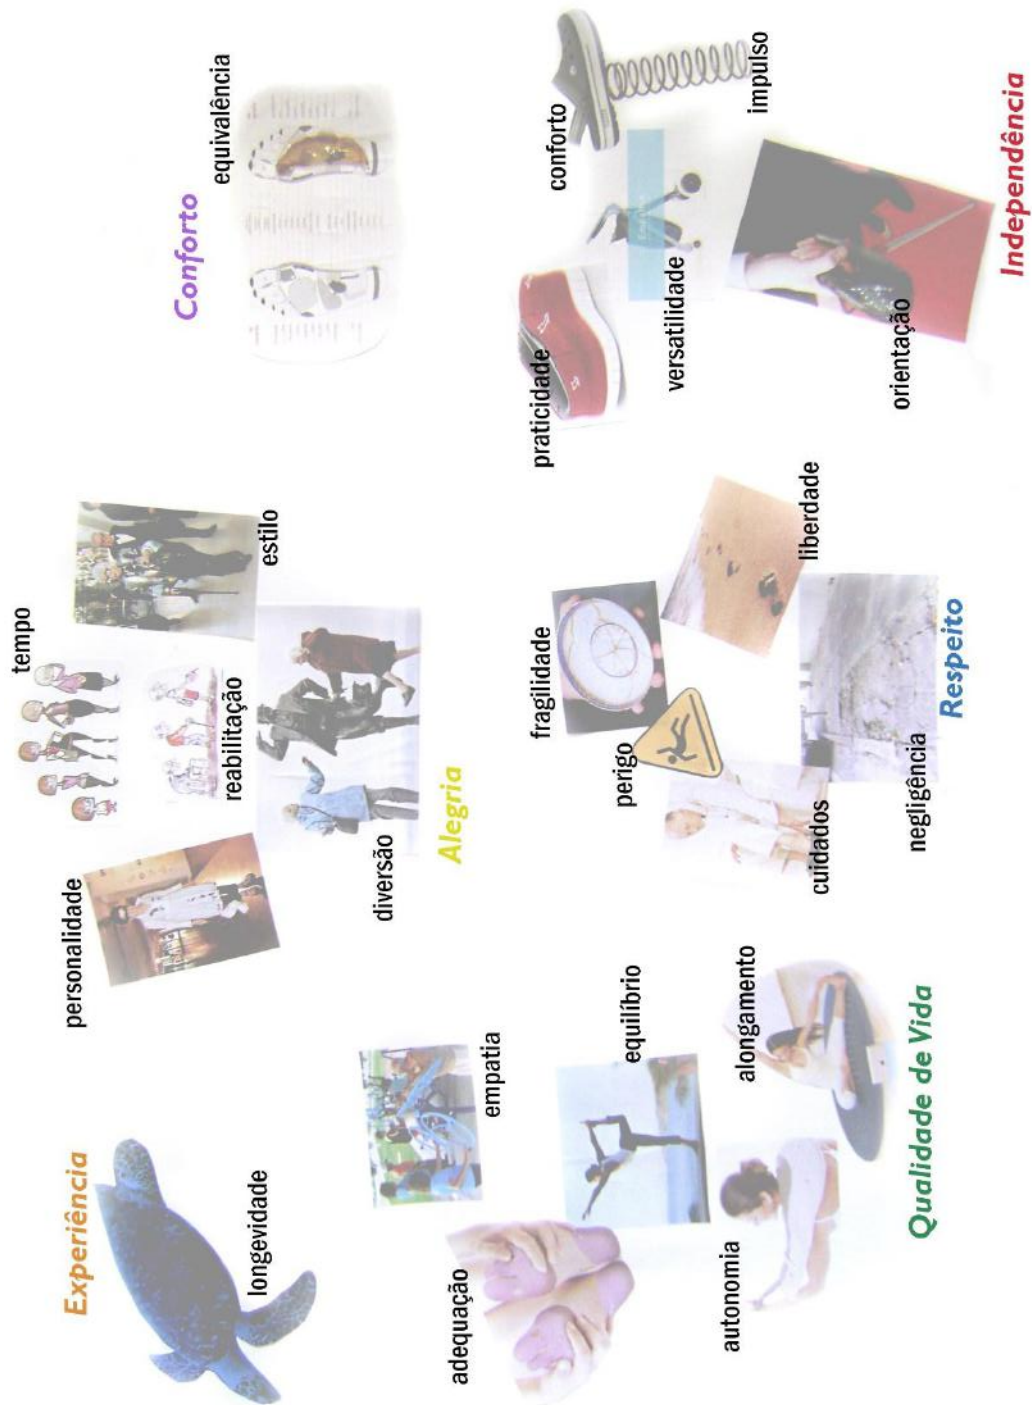 Experiência
longevidade
personalidade
tempo
reabilitação
estilo
diversão
Alegria
Conforto
equivalência
adequação
empatia
equilíbrio
autonomia
alongamento
Qualidade de Vida
fragilidade
perigo
liberdade
cuidados
negligência
Respeito
praticidade
conforto
impulso
versatilidade
orientação
Independência